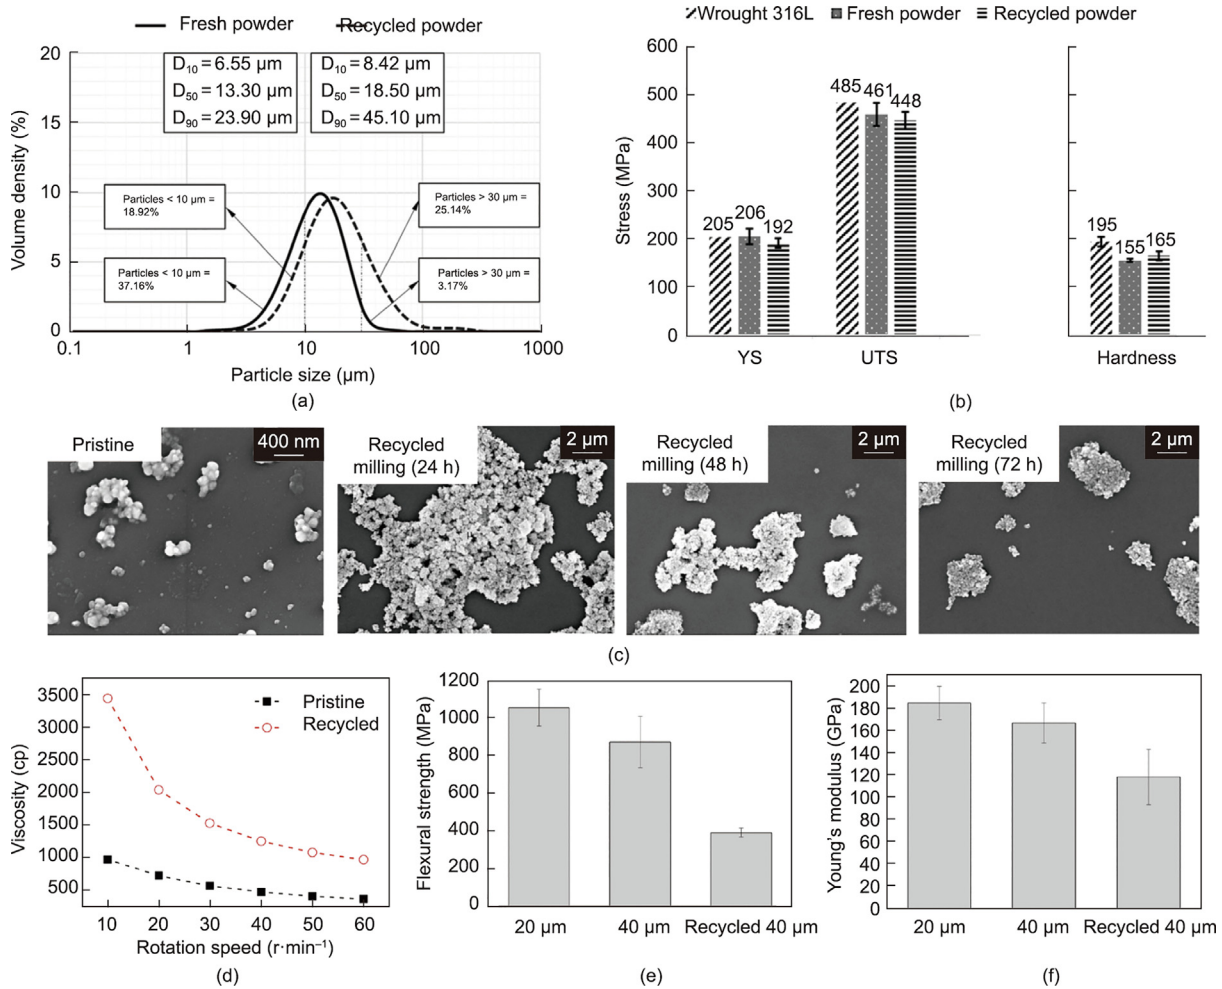 Fresh powder
Recycled powder
D10 = 6.55 µm
D50 = 13.30 µm
D90 = 23.90 µm
D10 = 8.42 µm
D50 = 18.50 µm
D90 = 45.10 µm
Particles < 10 µm =
18.92%
Particles > 30 µm =
25.14%
Particles < 10 µm =
37.16%
Particles > 30 µm =
3.17%
Volume density (%)
20
15
10
5
0
0.1
1
10
100
1000
Particle size (µm)
(a)
Wrought 316L
Fresh powder
Recycled powder
Stress (MPa)
600
500
400
300
200
100
0
205
206
192
485
461
448
195
155
165
YS
UTS
Hardness
(b)
Pristine
400 nm
Recycled
milling (24 h)
2 µm
Recycled
milling (48 h)
2 µm
Recycled
milling (72 h)
2 µm
(c)
Viscosity (cp)
3500
3000
2500
2000
1500
1000
500
Pristine
Recycled
10
20
30
40
50
60
Rotation speed (r·min⁻¹)
(d)
Flexural strength (MPa)
1200
1000
800
600
400
200
0
20 µm
40 µm
Recycled 40 µm
(e)
Young's modulus (GPa)
200
180
160
140
120
100
80
60
40
20
0
20 µm
40 µm
Recycled 40 µm
(f)